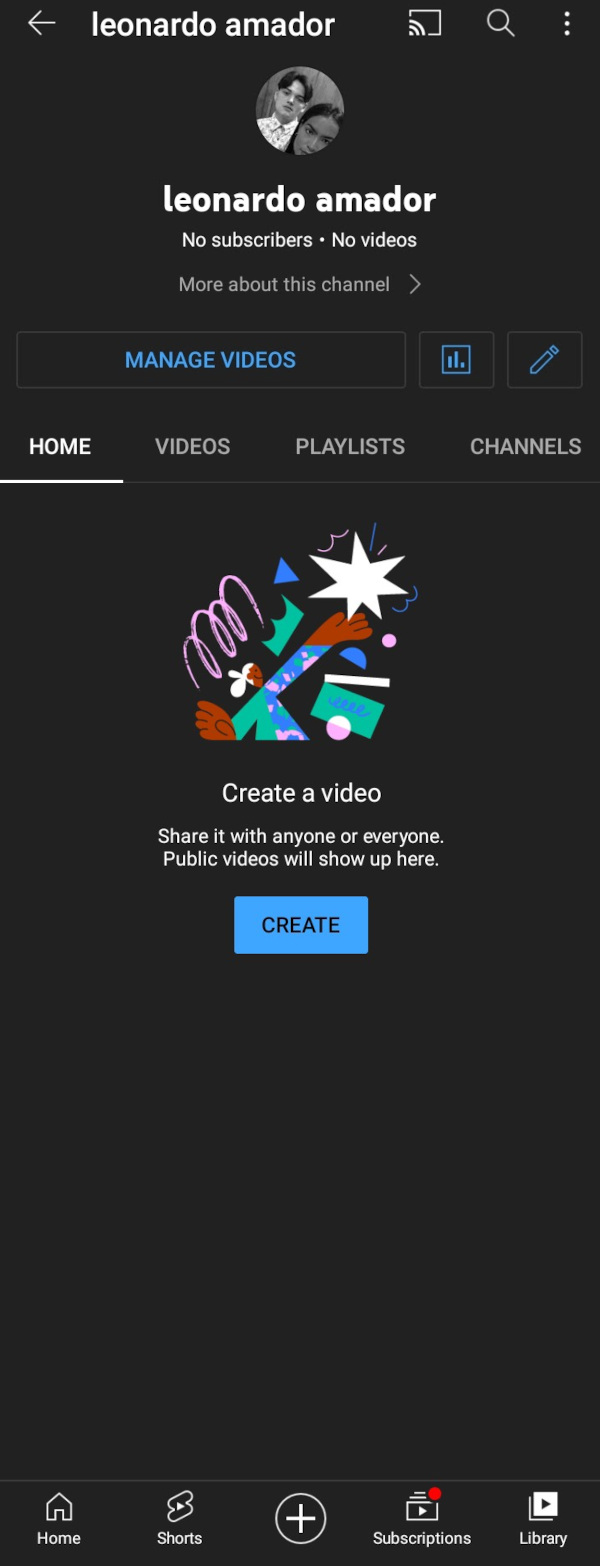 leonardo amador
leonardo amador
No subscribers • No videos
More about this channel
MANAGE VIDEOS
HOME VIDEOS PLAYLISTS CHANNELS
Create a video
Share it with anyone or everyone.
Public videos will show up here.
CREATE
Home Shorts Subscriptions Library